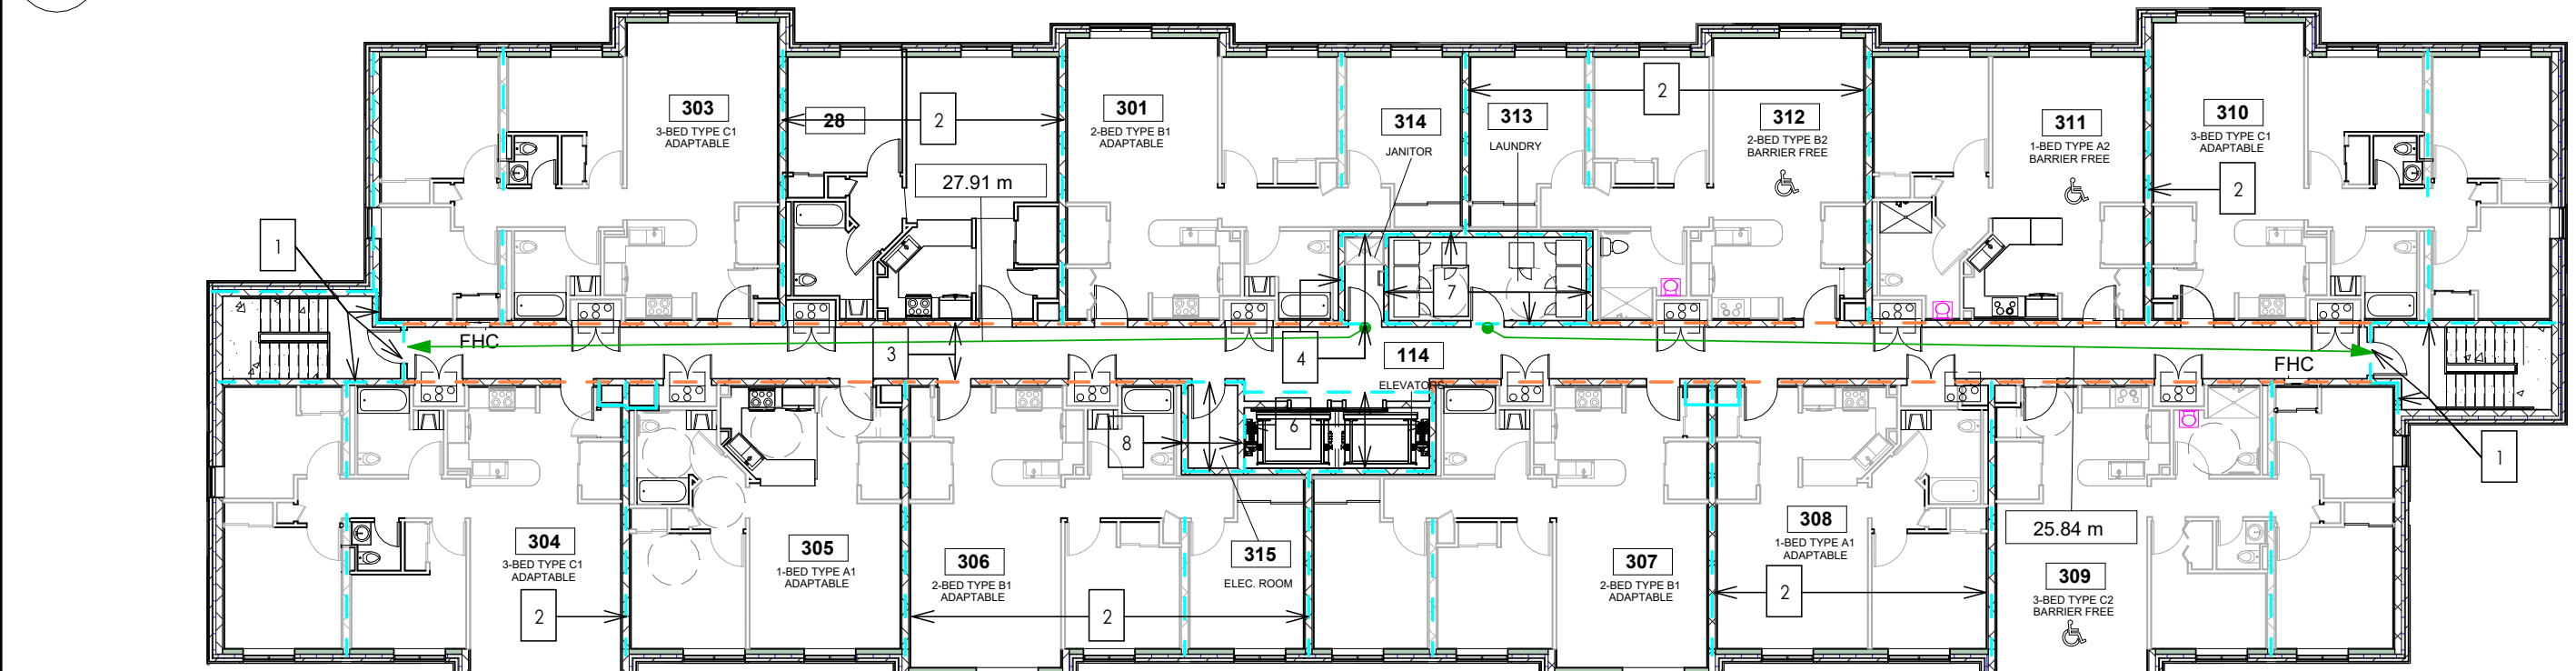 303
3-BED TYPE C1
ADAPTABLE
28
2
27.91 m
301
2-BED TYPE B1
ADAPTABLE
314
JANITOR
313
LAUNDRY
2
312
2-BED TYPE B2
BARRIER FREE
311
1-BED TYPE A2
BARRIER FREE
310
3-BED TYPE C1
ADAPTABLE
2
1
7
FHC
3
4
114
ELEVATORS
FHC
1
304
3-BED TYPE C1
ADAPTABLE
2
305
1-BED TYPE A1
ADAPTABLE
306
2-BED TYPE B1
ADAPTABLE
2
8
6
315
ELEC. ROOM
307
2-BED TYPE B1
ADAPTABLE
308
1-BED TYPE A1
ADAPTABLE
2
25.84 m
309
3-BED TYPE C2
BARRIER FREE